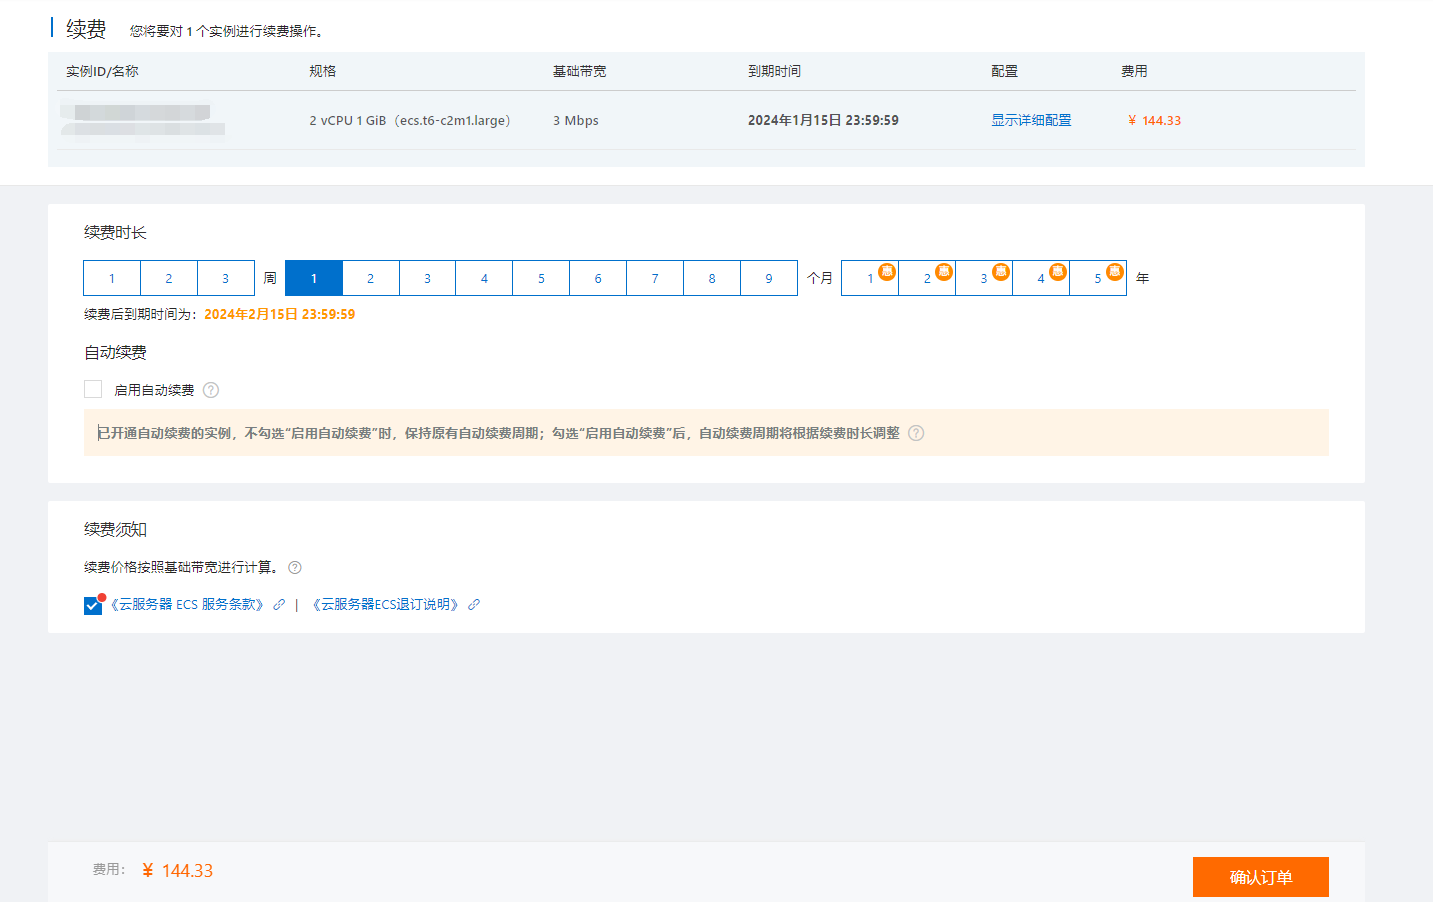 续费 您将要对 1 个实例进行续费操作。
实例ID/名称 规格 基础带宽 到期时间 配置 费用
2 vCPU 1 GiB（ecs.t6-c2m1.large） 3 Mbps 2024年1月15日 23:59:59 显示详细配置 ¥ 144.33
续费时长
1 2 3 周 1 2 3 4 5 6 7 8 9 个月 1惠 2惠 3惠 4惠 5惠 年
续费后到期时间为：2024年2月15日 23:59:59
自动续费
启用自动续费 ?
已开通自动续费的实例，不勾选“启用自动续费”时，保持原有自动续费周期；勾选“启用自动续费”后，自动续费周期将根据续费时长调整 ?
续费须知
续费价格按照基础带宽进行计算。 ?
《云服务器 ECS 服务条款》 | 《云服务器ECS退订说明》
费用： ¥ 144.33 确认订单